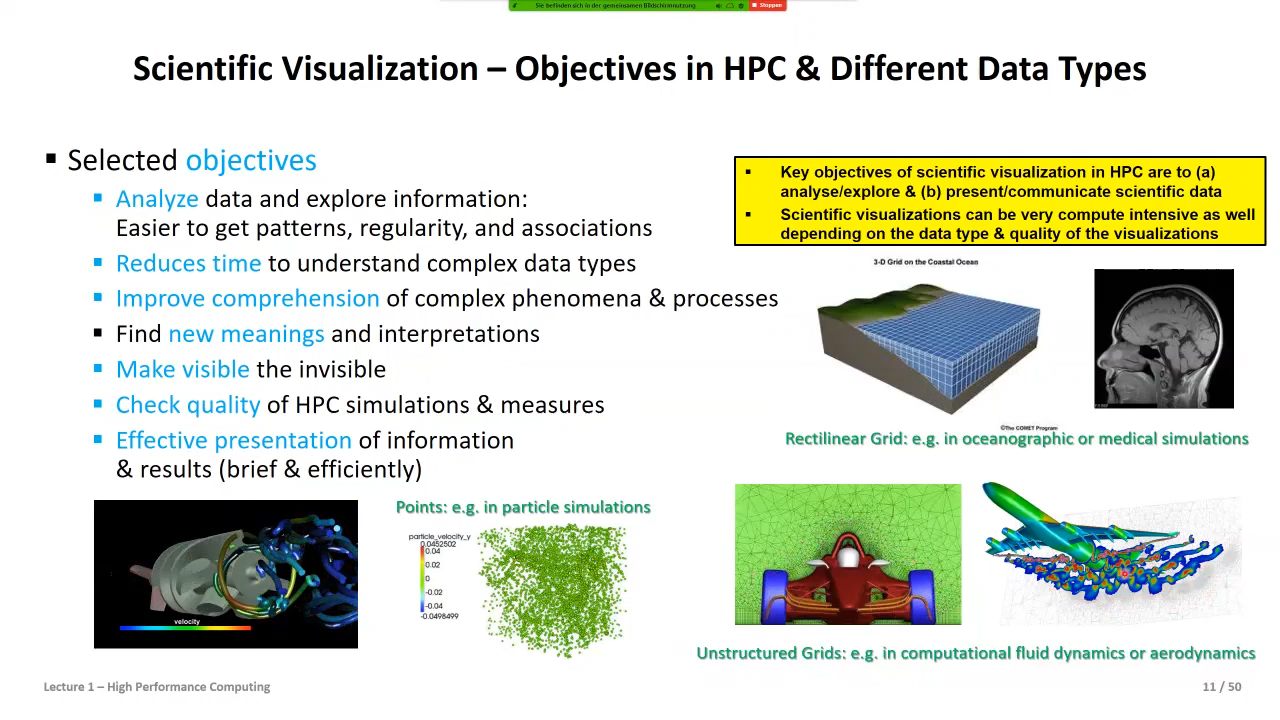 Sie befinden sich in der gemeinsamen Bildschirmnutzung
Stoppen
Scientific Visualization – Objectives in HPC & Different Data Types
Selected objectives
Analyze data and explore information:
Easier to get patterns, regularity, and associations
Reduces time to understand complex data types
Improve comprehension of complex phenomena & processes
Find new meanings and interpretations
Make visible the invisible
Check quality of HPC simulations & measures
Effective presentation of information
& results (brief & efficiently)
Key objectives of scientific visualization in HPC are to (a)
analyse/explore & (b) present/communicate scientific data
Scientific visualizations can be very compute intensive as well
depending on the data type & quality of the visualizations
3-D Grid on the Coastal Ocean
©The COMET Program
Rectilinear Grid: e.g. in oceanographic or medical simulations
velocity
Points: e.g. in particle simulations
particle_velocity_y
0.0452502
0.04
0.02
0
-0.02
-0.04
-0.0498499
Unstructured Grids: e.g. in computational fluid dynamics or aerodynamics
Lecture 1 – High Performance Computing
11 / 50